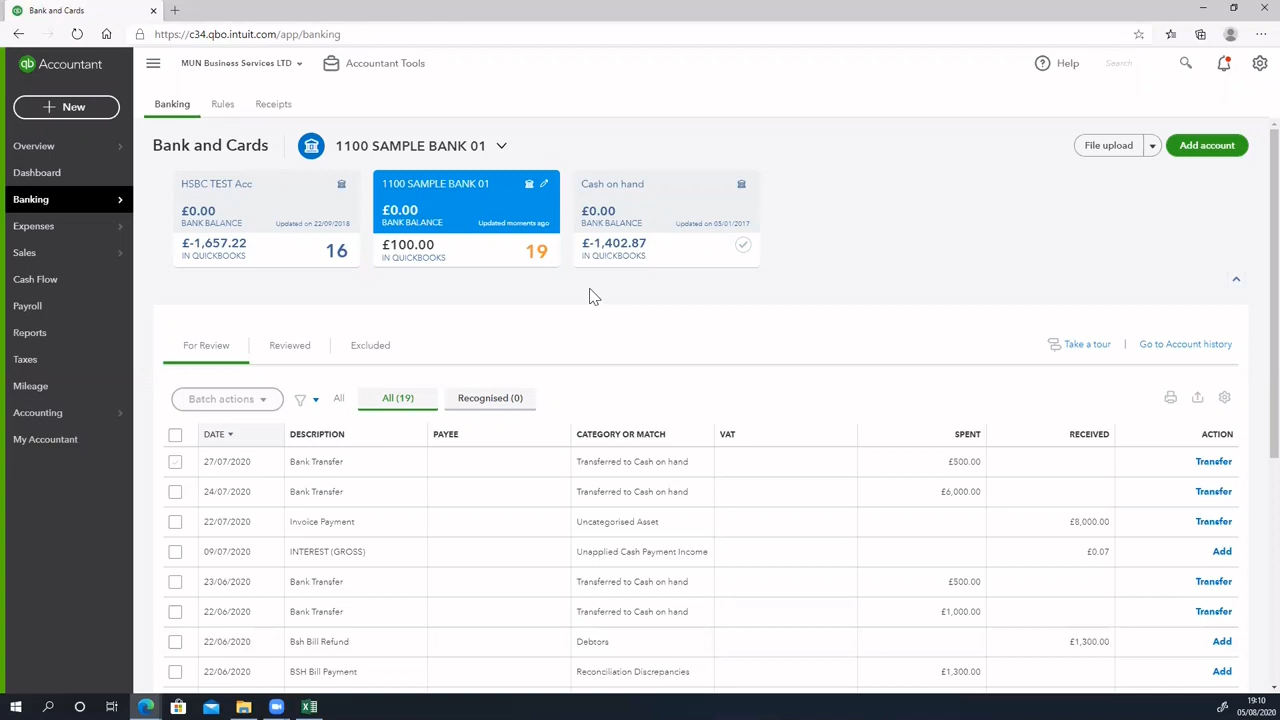 Bank and Cards
https://c34.qbo.intuit.com/app/banking
qb Accountant
MUN Business Services LTD
Accountant Tools
Help
Search
New
Banking
Rules
Receipts
Overview
Dashboard
Banking
Expenses
Sales
Cash Flow
Payroll
Reports
Taxes
Mileage
Accounting
My Accountant
Bank and Cards
1100 SAMPLE BANK 01
File upload
Add account
HSBC TEST Acc
£0.00
BANK BALANCE
Updated on 22/09/2018
£-1,657.22
IN QUICKBOOKS
16
1100 SAMPLE BANK 01
£0.00
BANK BALANCE
Updated moments ago
£100.00
IN QUICKBOOKS
19
Cash on hand
£0.00
BANK BALANCE
Updated on 03/01/2017
£-1,402.87
IN QUICKBOOKS
For Review
Reviewed
Excluded
Take a tour
Go to Account history
Batch actions
All
All (19)
Recognised (0)
DATE DESCRIPTION PAYEE CATEGORY OR MATCH VAT SPENT RECEIVED ACTION
27/07/2020 Bank Transfer Transferred to Cash on hand £500.00 Transfer
24/07/2020 Bank Transfer Transferred to Cash on hand £6,000.00 Transfer
22/07/2020 Invoice Payment Uncategorised Asset £8,000.00 Transfer
09/07/2020 INTEREST (GROSS) Unapplied Cash Payment Income £0.07 Add
23/06/2020 Bank Transfer Transferred to Cash on hand £500.00 Transfer
22/06/2020 Bank Transfer Transferred to Cash on hand £1,000.00 Transfer
22/06/2020 Bsh Bill Refund Debtors £1,300.00 Add
22/06/2020 BSH Bill Payment Reconciliation Discrepancies £1,300.00 Add
19:10
05/08/2020